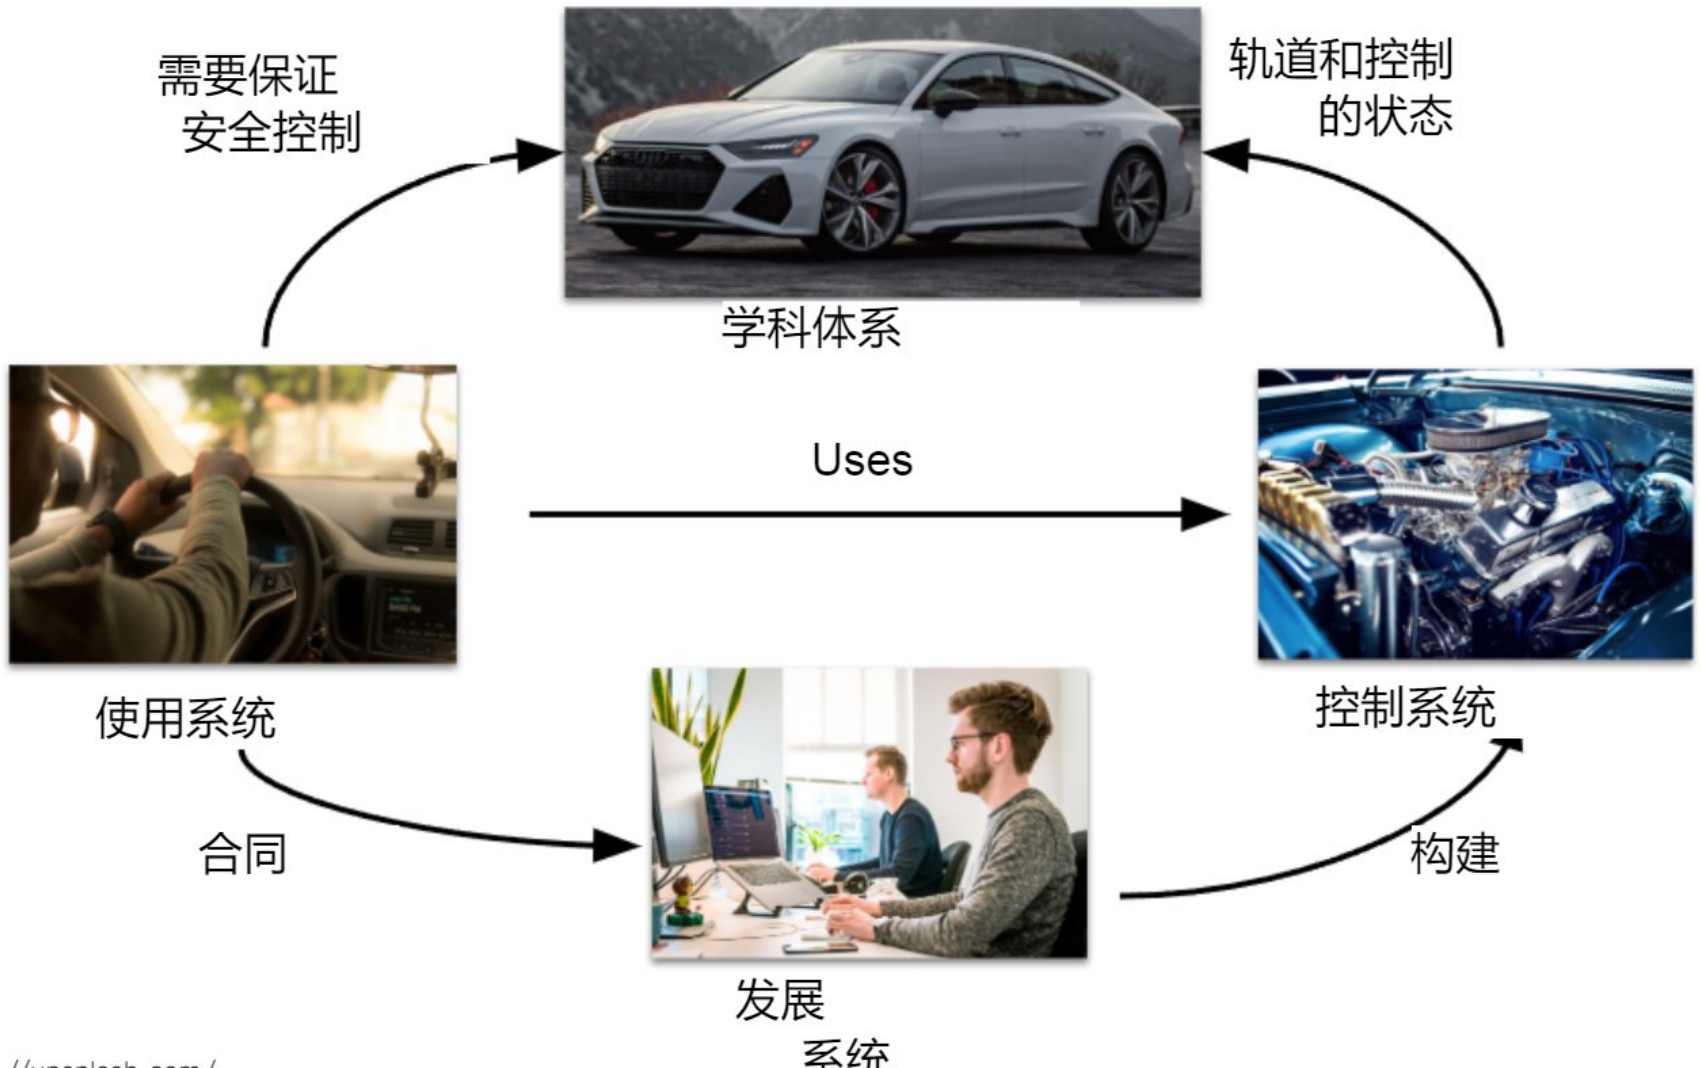 需要保证
安全控制
轨道和控制
的状态
学科体系
Uses
使用系统
控制系统
合同
构建
发展
系统